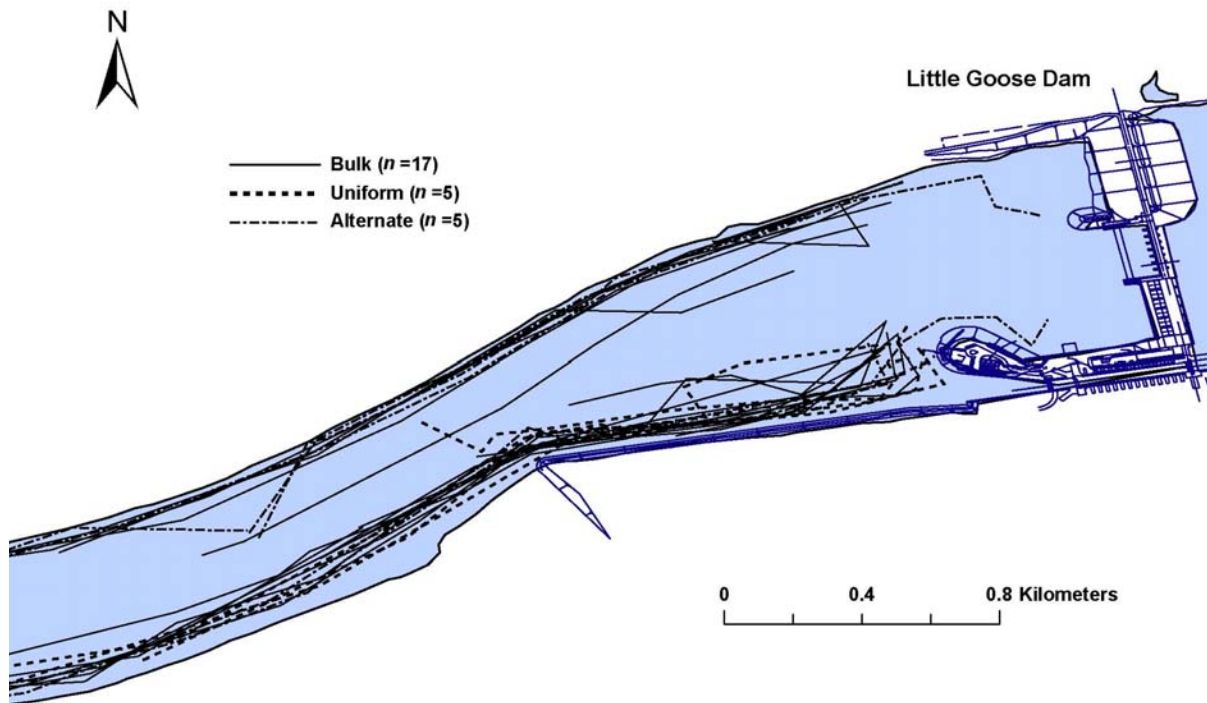 N
Little Goose Dam
Bulk (n =17)
Uniform (n =5)
Alternate (n =5)
0 0.4 0.8 Kilometers